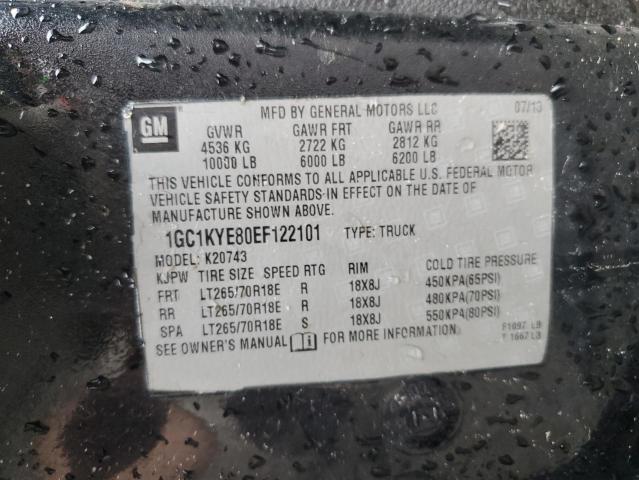 GM
MFD BY GENERAL MOTORS LLC 07/13
GVWR GAWR FRT GAWR RR
4536 KG 2722 KG 2812 KG
10000 LB 6000 LB 6200 LB
THIS VEHICLE CONFORMS TO ALL APPLICABLE U.S. FEDERAL MOTOR
VEHICLE SAFETY STANDARDS IN EFFECT ON THE DATE OF
MANUFACTURE SHOWN ABOVE.
1GC1KYE80EF122101 TYPE: TRUCK
MODEL: K20743
KJPW TIRE SIZE SPEED RTG RIM COLD TIRE PRESSURE
FRT LT265/70R18E R 18X8J 450KPA(65PSI)
RR LT265/70R18E R 18X8J 480KPA(70PSI)
SPA LT265/70R18E S 18X8J 550KPA(80PSI)
SEE OWNER'S MANUAL FOR MORE INFORMATION.
T 1667 LB